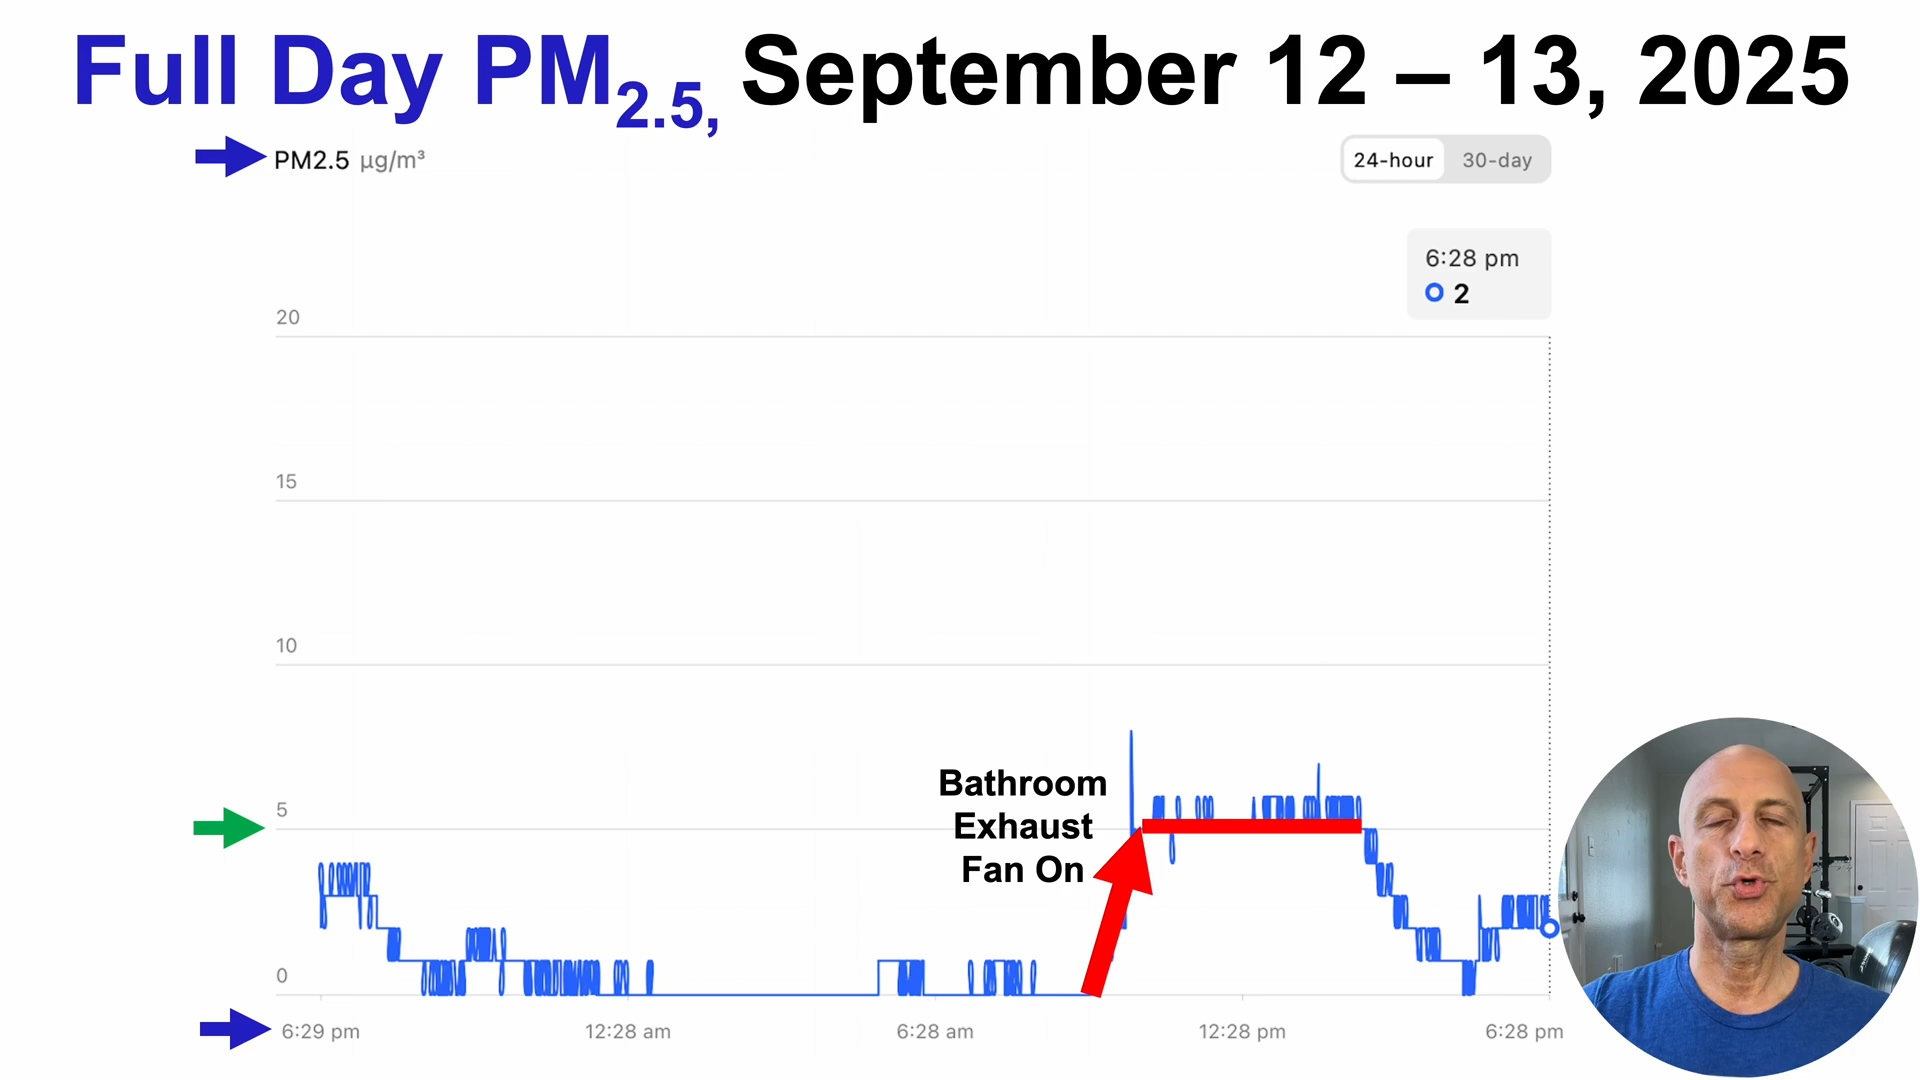 Full Day PM2.5, September 12 – 13, 2025
PM2.5 µg/m³
24-hour 30-day
6:28 pm
2
20
15
10
Bathroom
Exhaust
Fan On
5
0
6:29 pm 12:28 am 6:28 am 12:28 pm 6:28 pm